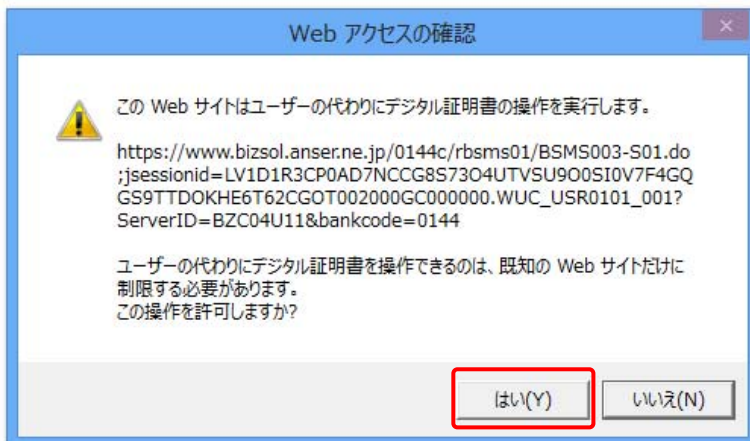 Web アクセスの確認
この Web サイトはユーザーの代わりにデジタル証明書の操作を実行します。
https://www.bizsol.anser.ne.jp/0144c/rbsms01/BSMS003-S01.do
;jsessionid=LV1D1R3CP0AD7NCCG8S73O4UTVSU9O0SI0V7F4GQ
GS9TTDOKHE6T62CGOT002000GC000000.WUC_USR0101_001?
ServerID=BZC04U11&bankcode=0144
ユーザーの代わりにデジタル証明書を操作できるのは、既知の Web サイトだけに
制限する必要があります。
この操作を許可しますか?
はい(Y)
いいえ(N)